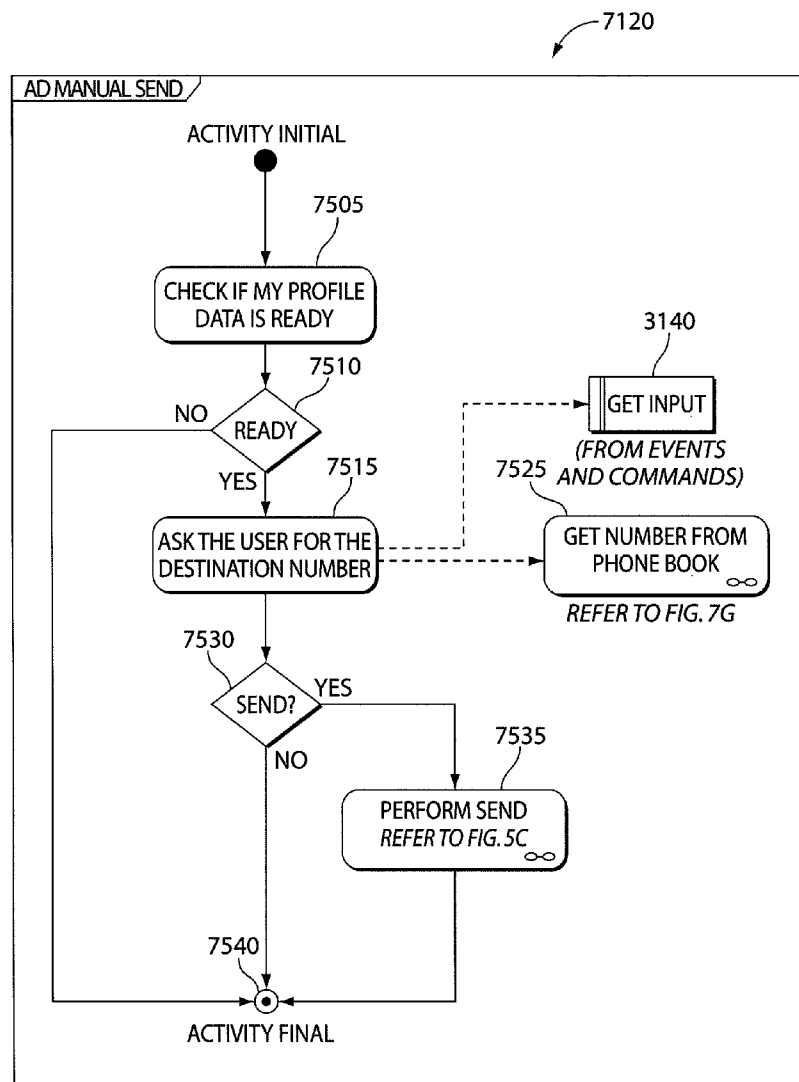 7120
AD MANUAL SEND
ACTIVITY INITIAL
7505
CHECK IF MY PROFILE
DATA IS READY
7510
NO
READY
YES
3140
GET INPUT
(FROM EVENTS
AND COMMANDS)
7515
ASK THE USER FOR THE
DESTINATION NUMBER
7525
GET NUMBER FROM
PHONE BOOK
REFER TO FIG. 7G
7530
SEND?
YES
NO
7535
PERFORM SEND
REFER TO FIG. 5C
7540
ACTIVITY FINAL